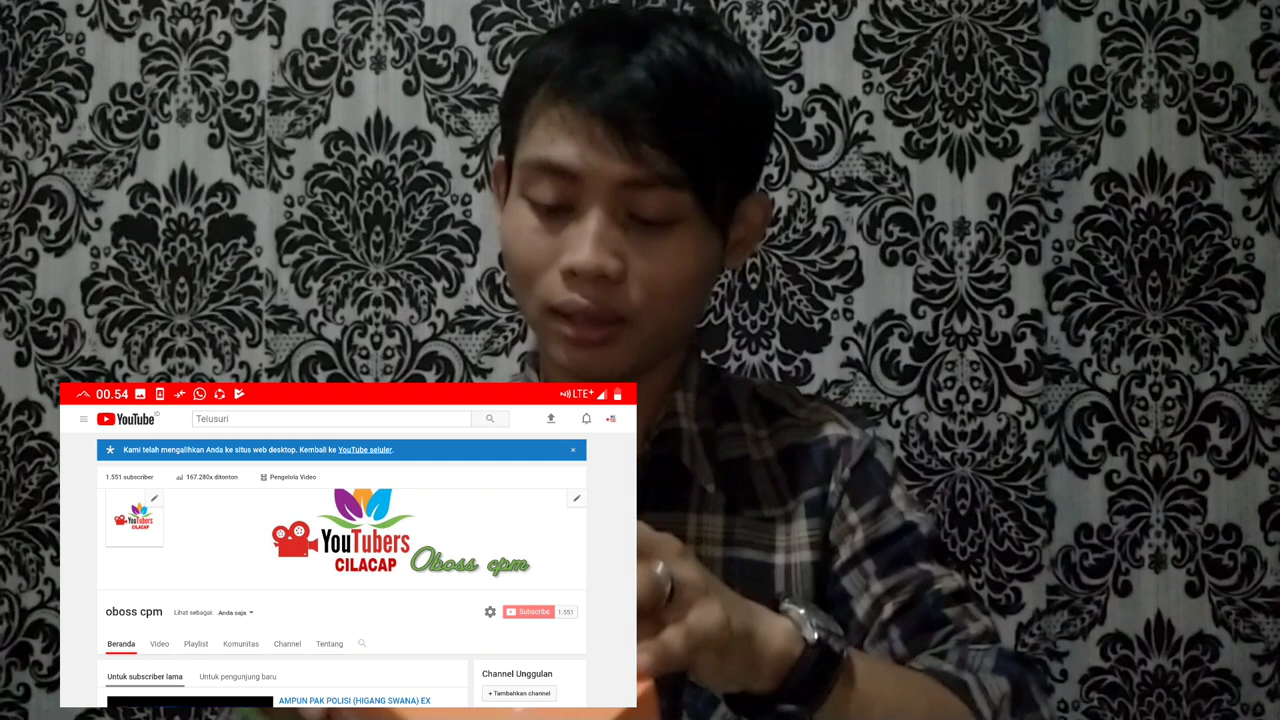 00.54 LTE+
YouTube ID Telusuri
Kami telah mengalihkan Anda ke situs web desktop. Kembali ke YouTube seluler. ×
1.551 subscriber 167.280x ditonton Pengelola Video
YouTubers
CILACAP
YouTubers
CILACAP
Oboss cpm
oboss cpm Lihat sebagai: Anda saja Subscribe 1.551
Beranda Video Playlist Komunitas Channel Tentang
Untuk subscriber lama Untuk pengunjung baru
Channel Unggulan
+ Tambahkan channel
AMPUN PAK POLISI (HIGANG SWANA) EX